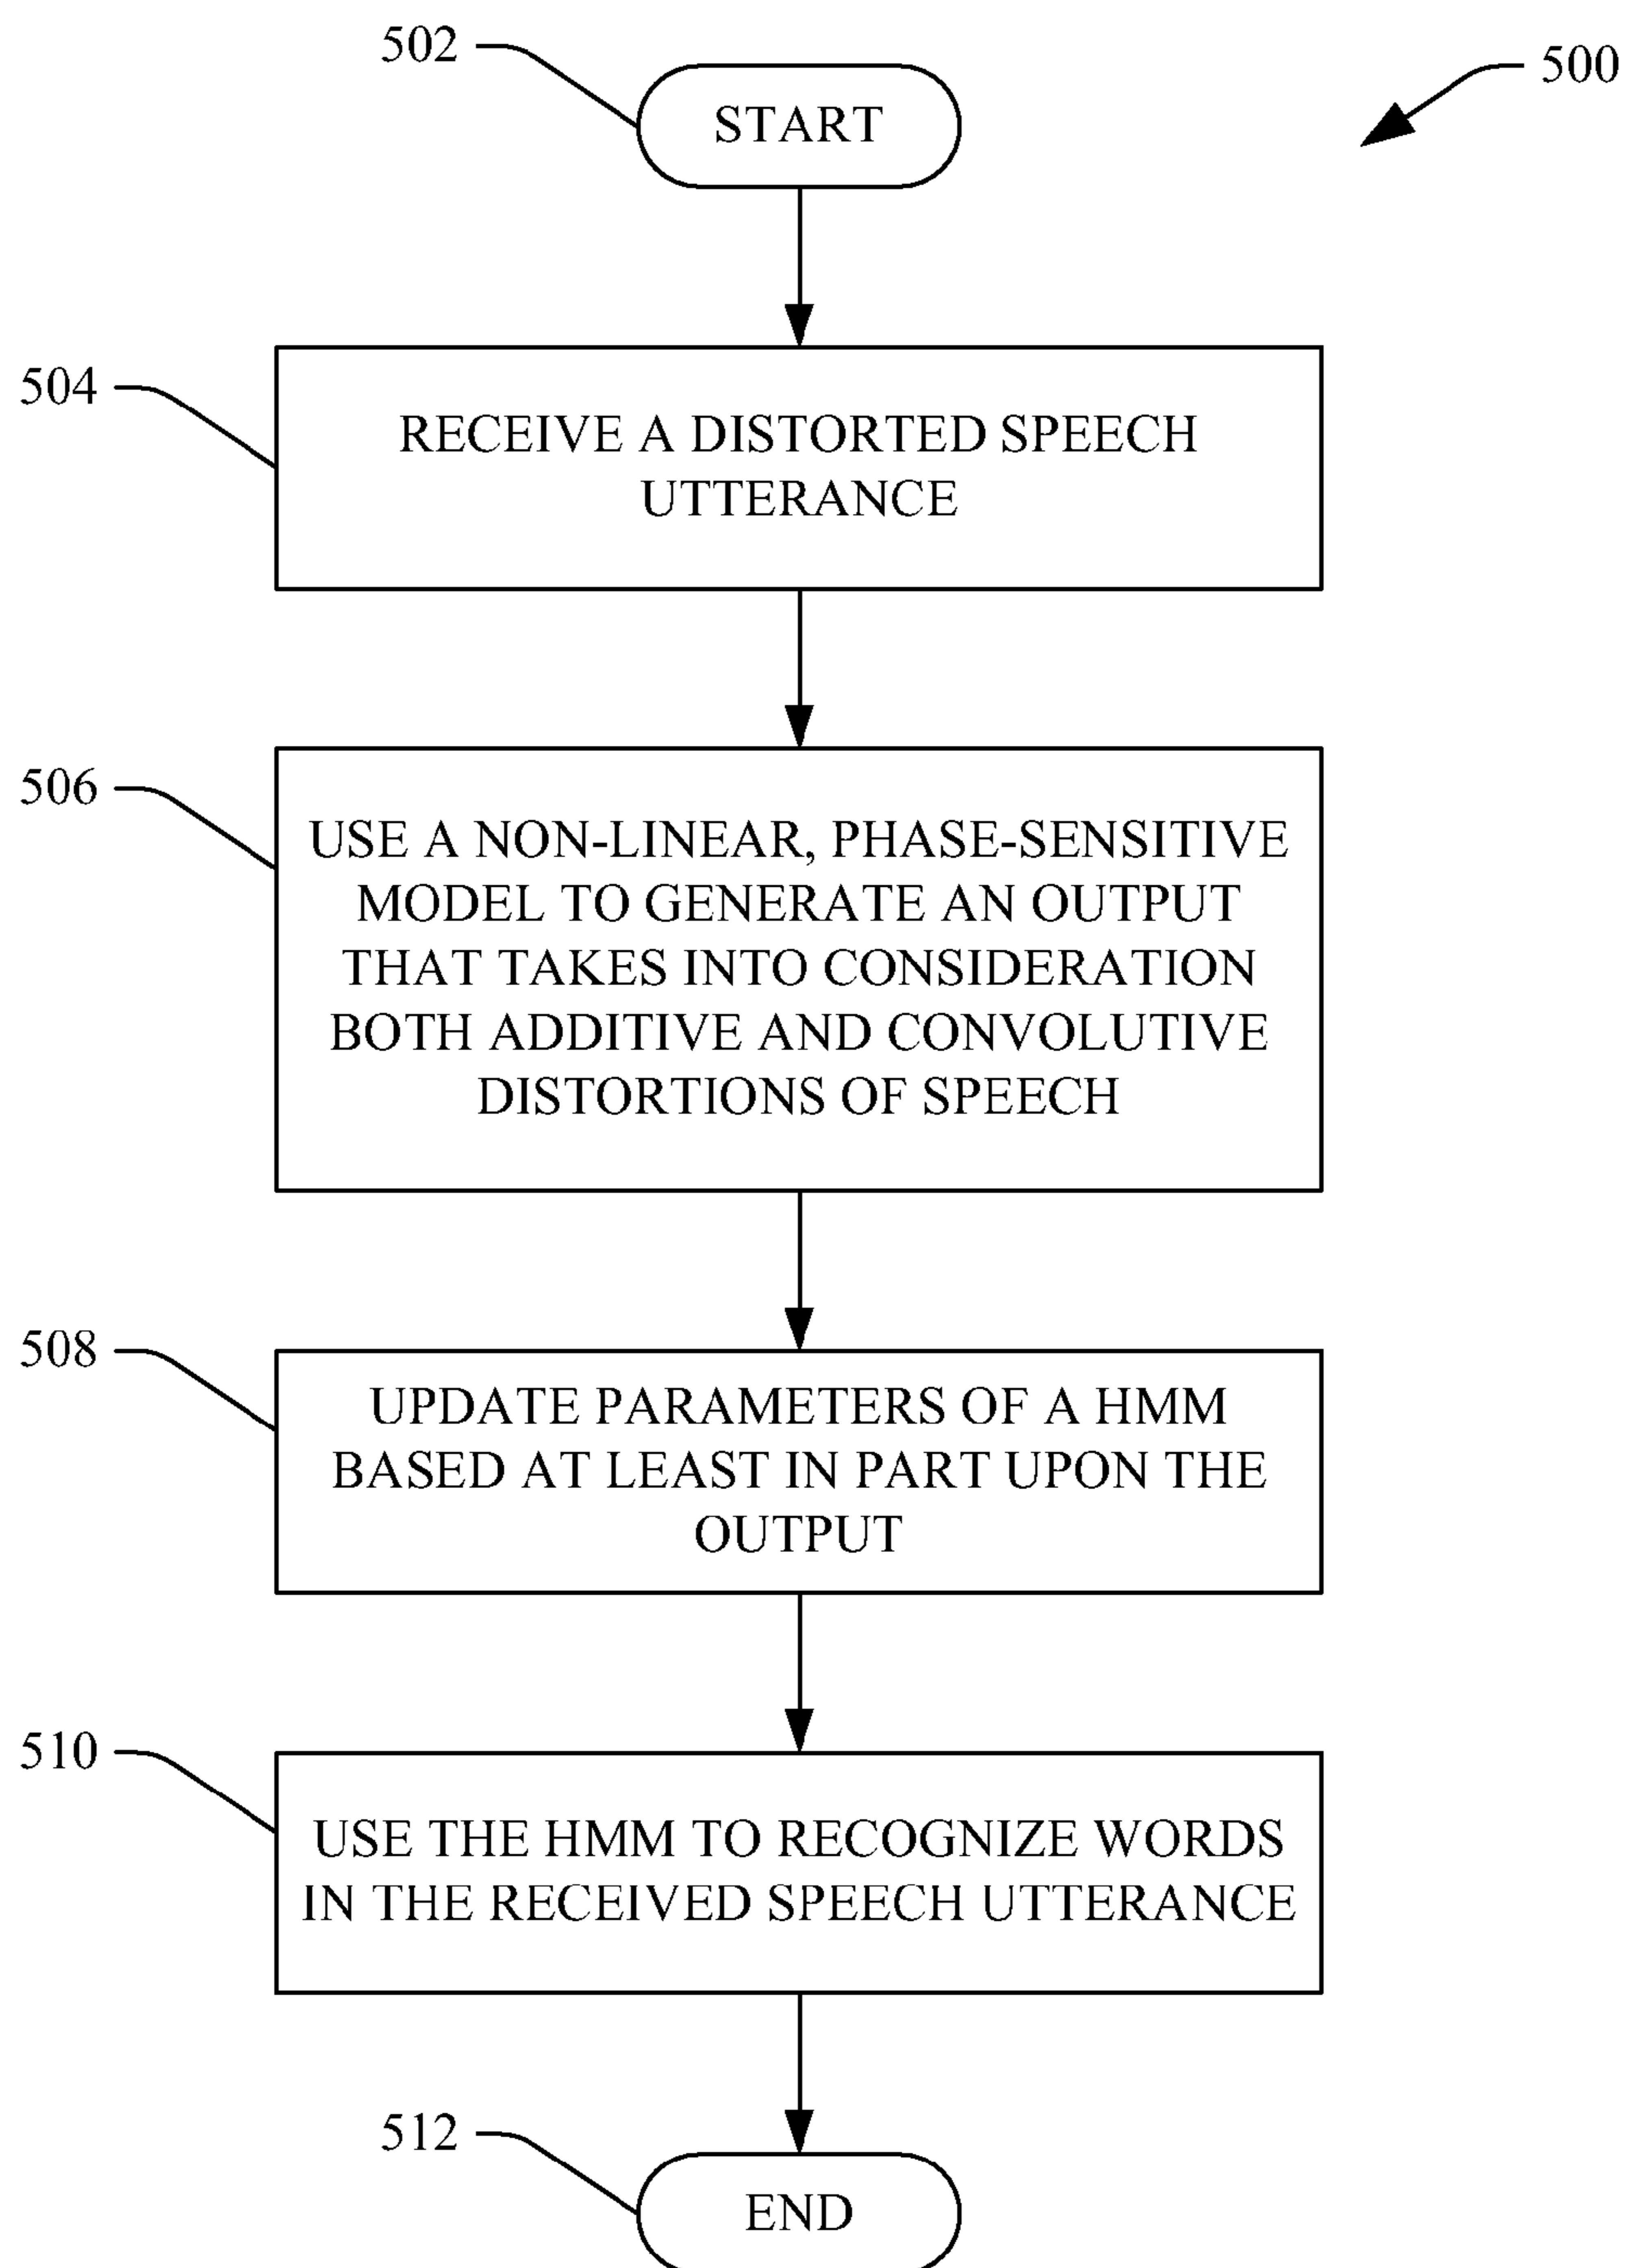 502
500
START
504
RECEIVE A DISTORTED SPEECH
UTTERANCE
506
USE A NON-LINEAR, PHASE-SENSITIVE
MODEL TO GENERATE AN OUTPUT
THAT TAKES INTO CONSIDERATION
BOTH ADDITIVE AND CONVOLUTIVE
DISTORTIONS OF SPEECH
508
UPDATE PARAMETERS OF A HMM
BASED AT LEAST IN PART UPON THE
OUTPUT
510
USE THE HMM TO RECOGNIZE WORDS
IN THE RECEIVED SPEECH UTTERANCE
512
END